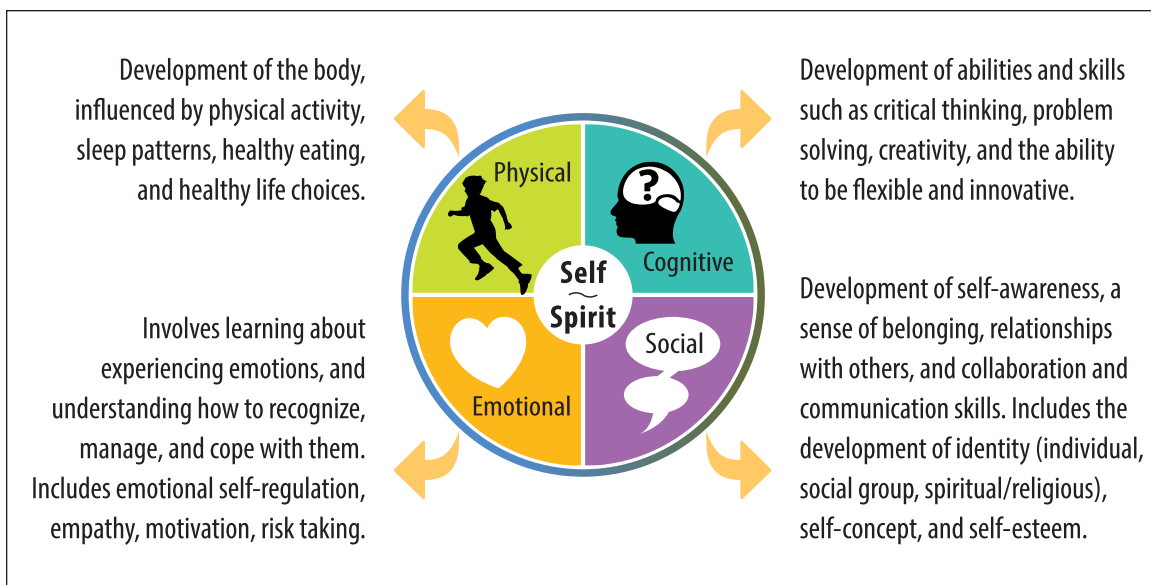 Development of the body,
influenced by physical activity,
sleep patterns, healthy eating,
and healthy life choices.
Development of abilities and skills
such as critical thinking, problem
solving, creativity, and the ability
to be flexible and innovative.
Physical
?
Cognitive
Self
~
Spirit
Emotional
Social
Involves learning about
experiencing emotions, and
understanding how to recognize,
manage, and cope with them.
Includes emotional self-regulation,
empathy, motivation, risk taking.
Development of self-awareness, a
sense of belonging, relationships
with others, and collaboration and
communication skills. Includes the
development of identity (individual,
social group, spiritual/religious),
self-concept, and self-esteem.